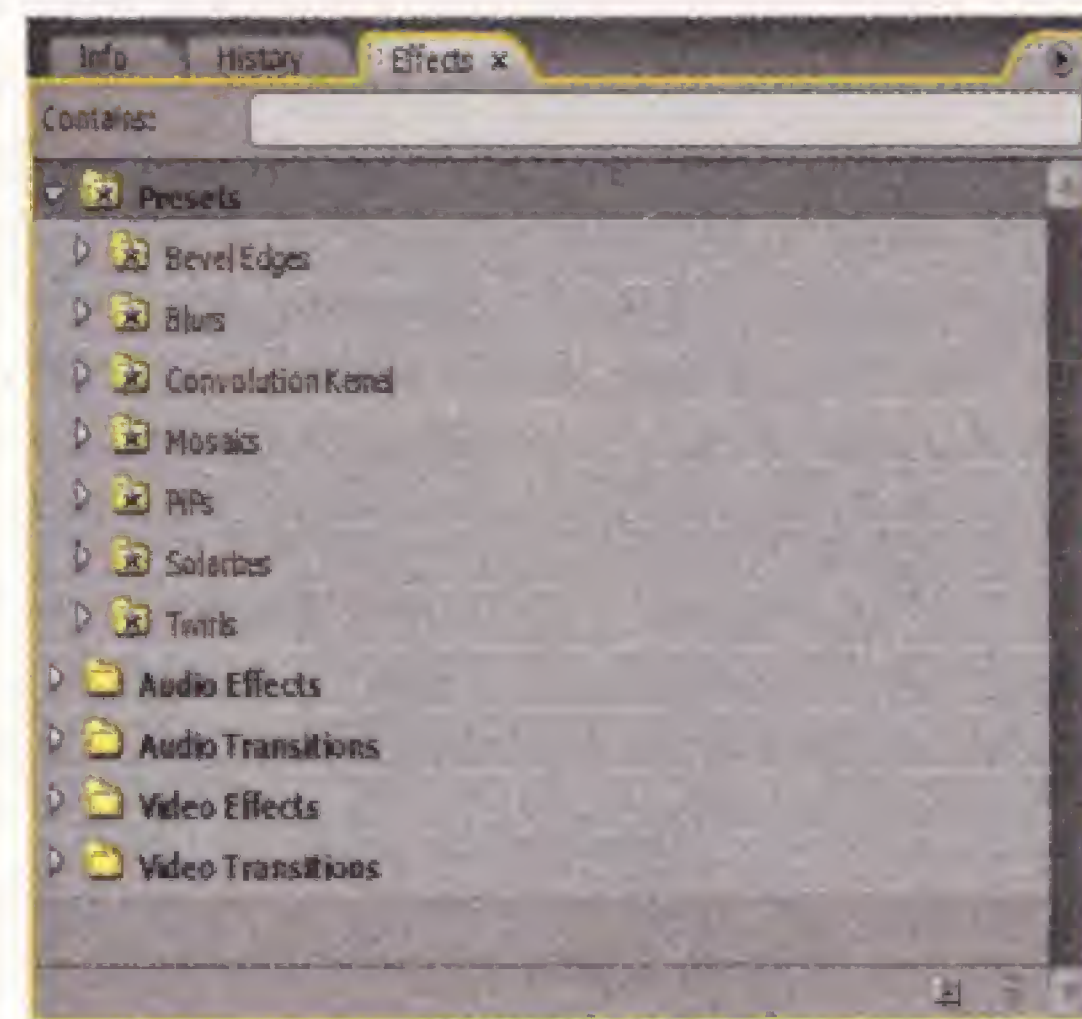 Info History Effects x
Contains:
Presets
Bevel Edges
Blurs
Convolution Kernel
Mosaics
PiPs
Solarizes
Twirls
Audio Effects
Audio Transitions
Video Effects
Video Transitions